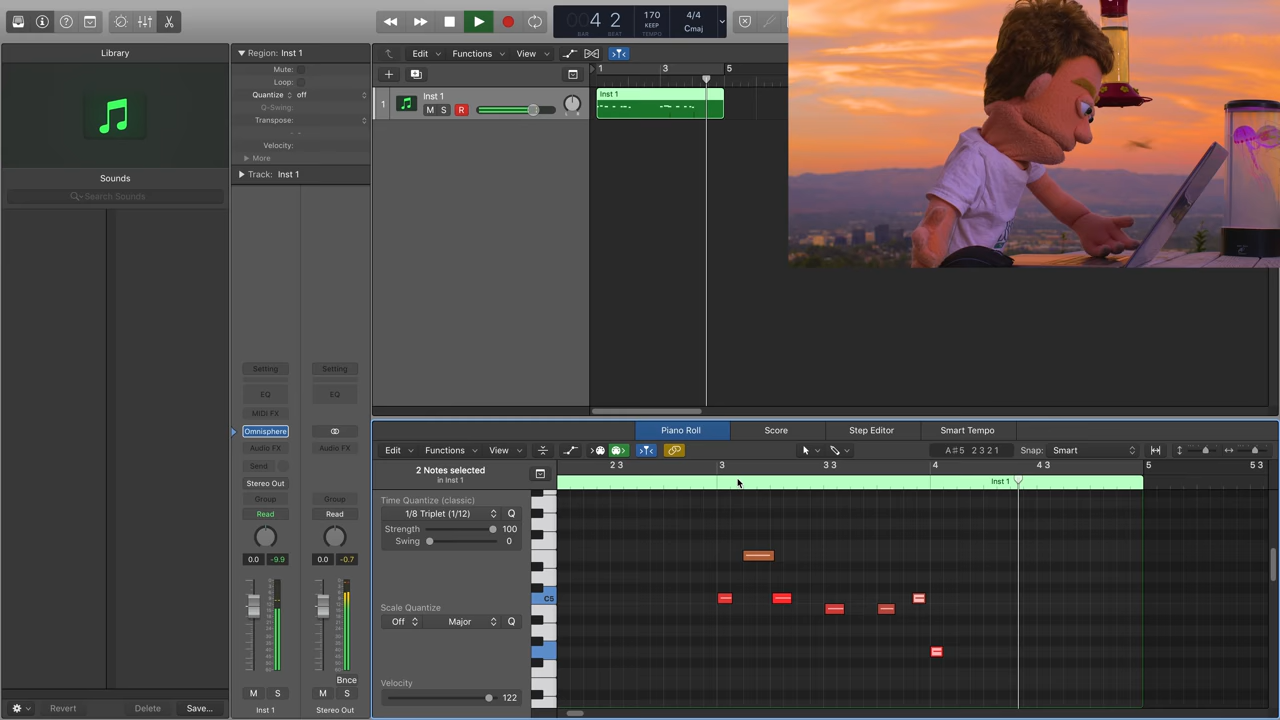 4 2
BAR
BEAT
170
KEEP
TEMPO
4/4
Cmaj
Library
Region: Inst 1
Edit
Functions
View
Mute:
Loop:
Quantize
off
Q-Swing:
Transpose:
Velocity:
More
Track: Inst 1
1
3
5
1
Inst 1
M
S
R
Inst 1
Sounds
Search Sounds
Setting
Setting
EQ
EQ
MIDI FX
Omnisphere
Audio FX
Audio FX
Send
Stereo Out
Group
Group
Read
Read
0.0
-9.9
0.0
-0.7
Bnce
M
S
M
S
Inst 1
Stereo Out
Revert
Delete
Save...
Piano Roll
Score
Step Editor
Smart Tempo
Edit
Functions
View
A#5 2 3 2 1
Snap:
Smart
2 Notes selected
in Inst 1
2 3
3
3 3
4
4 3
5
5 3
Inst 1
Time Quantize (classic)
1/8 Triplet (1/12)
Q
Strength
100
Swing
0
C5
Scale Quantize
Off
Major
Q
Velocity
122